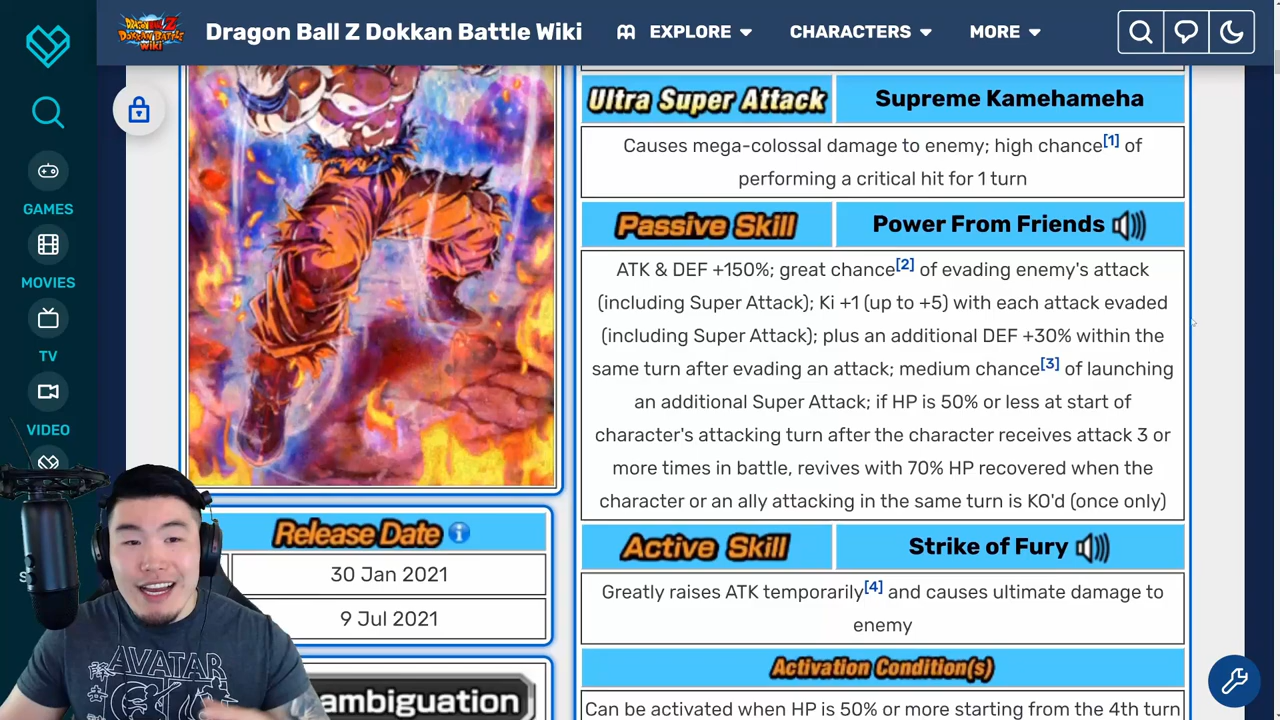 DRAGON BALL Z
DOKKAN BATTLE
WIKI
Dragon Ball Z Dokkan Battle Wiki
EXPLORE
CHARACTERS
MORE
GAMES
MOVIES
TV
VIDEO
S
Ultra Super Attack
Supreme Kamehameha
Causes mega-colossal damage to enemy; high chance[1] of
performing a critical hit for 1 turn
Passive Skill
Power From Friends
ATK & DEF +150%; great chance[2] of evading enemy's attack
(including Super Attack); Ki +1 (up to +5) with each attack evaded
(including Super Attack); plus an additional DEF +30% within the
same turn after evading an attack; medium chance[3] of launching
an additional Super Attack; if HP is 50% or less at start of
character's attacking turn after the character receives attack 3 or
more times in battle, revives with 70% HP recovered when the
character or an ally attacking in the same turn is KO'd (once only)
Active Skill
Strike of Fury
Greatly raises ATK temporarily[4] and causes ultimate damage to
enemy
Activation Condition(s)
Can be activated when HP is 50% or more starting from the 4th turn
Release Date
30 Jan 2021
9 Jul 2021
ambiguation
AVATAR